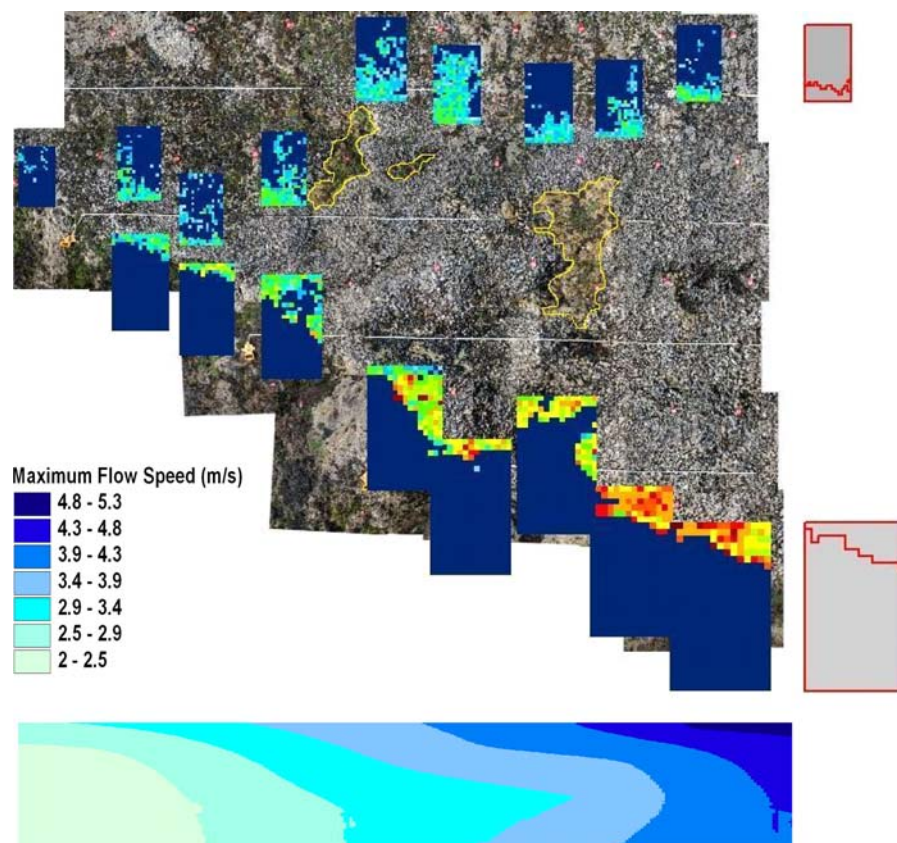 Maximum Flow Speed (m/s)
4.8 - 5.3
4.3 - 4.8
3.9 - 4.3
3.4 - 3.9
2.9 - 3.4
2.5 - 2.9
2 - 2.5